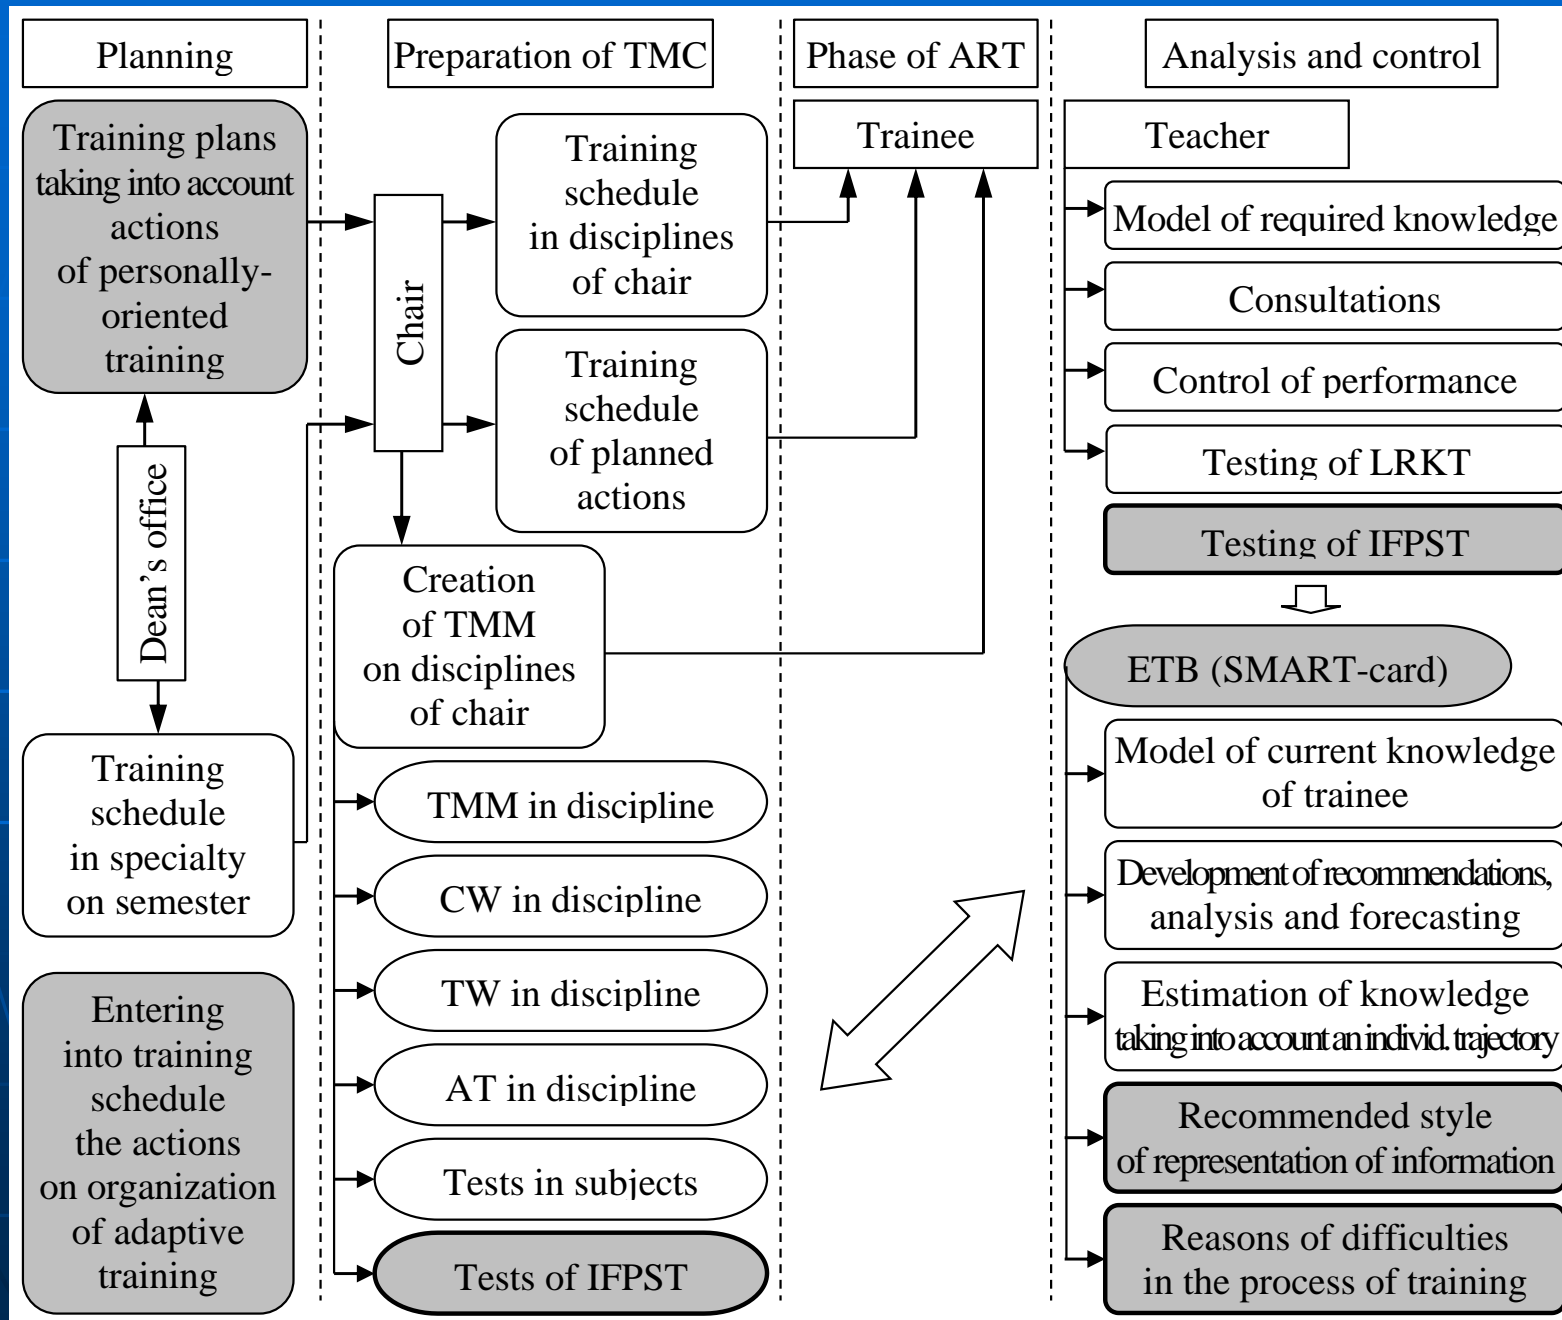 Planning
Preparation of TMC
Phase of ART
Analysis and control
Training plans
taking into account
actions
of personally-
oriented
training
Dean's office
Training
schedule
in specialty
on semester
Entering
into training
schedule
the actions
on organization
of adaptive
training
Chair
Training
schedule
in disciplines
of chair
Training
schedule
of planned
actions
Creation
of TMM
on disciplines
of chair
TMM in discipline
CW in discipline
TW in discipline
AT in discipline
Tests in subjects
Tests of IFPST
Trainee
Teacher
Model of required knowledge
Consultations
Control of performance
Testing of LRKT
Testing of IFPST
ETB (SMART-card)
Model of current knowledge
of trainee
Development of recommendations,
analysis and forecasting
Estimation of knowledge
taking into account an individ. trajectory
Recommended style
of representation of information
Reasons of difficulties
in the process of training